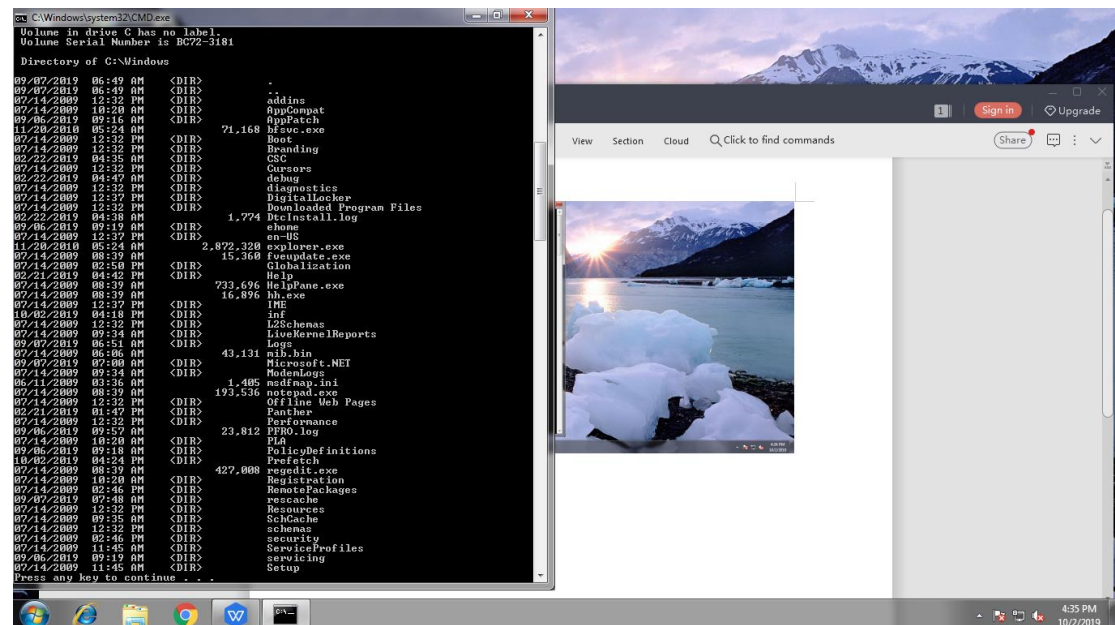 C:\Windows\system32\CMD.exe
Volume in drive C has no label.
Volume Serial Number is BC72-3181
Directory of C:\Windows
09/07/2019 06:49 AM <DIR> .
09/07/2019 06:49 AM <DIR> ..
07/14/2009 12:32 PM <DIR> addins
07/14/2009 10:20 AM <DIR> AppCompat
09/06/2019 09:16 AM <DIR> AppPatch
11/20/2010 05:24 AM 71,168 bfsvc.exe
07/14/2009 12:32 PM <DIR> Boot
07/14/2009 12:32 PM <DIR> Branding
02/22/2019 04:35 AM <DIR> CSC
07/14/2009 12:32 PM <DIR> Cursors
02/22/2019 04:47 AM <DIR> debug
07/14/2009 12:32 PM <DIR> diagnostics
07/14/2009 12:37 PM <DIR> DigitalLocker
07/14/2009 12:32 PM <DIR> Downloaded Program Files
02/22/2019 04:38 AM 1,774 DtcInstall.log
09/06/2019 09:19 AM <DIR> ehome
07/14/2009 12:37 PM <DIR> en-US
11/20/2010 05:24 AM 2,872,320 explorer.exe
07/14/2009 08:39 AM 15,360 fveupdate.exe
07/14/2009 02:50 PM <DIR> Globalization
02/21/2019 04:42 PM <DIR> Help
07/14/2009 08:39 AM 733,696 HelpPane.exe
07/14/2009 08:39 AM 16,896 hh.exe
07/14/2009 12:37 PM <DIR> IME
10/02/2019 04:18 PM <DIR> inf
07/14/2009 12:32 PM <DIR> L2Schemas
07/14/2009 09:34 AM <DIR> LiveKernelReports
09/07/2019 06:51 AM <DIR> Logs
07/14/2009 06:06 AM 43,131 mib.bin
09/07/2019 07:00 AM <DIR> Microsoft.NET
07/14/2009 09:34 AM <DIR> ModemLogs
06/11/2009 03:36 AM 1,405 msdfmap.ini
07/14/2009 08:39 AM 193,536 notepad.exe
07/14/2009 12:32 PM <DIR> Offline Web Pages
02/21/2019 01:47 PM <DIR> Panther
07/14/2009 12:32 PM <DIR> Performance
09/06/2019 09:57 AM 23,812 PFRO.log
07/14/2009 10:20 AM <DIR> PLA
09/06/2019 09:18 AM <DIR> PolicyDefinitions
10/02/2019 04:24 PM <DIR> Prefetch
07/14/2009 08:39 AM 427,008 regedit.exe
07/14/2009 10:20 AM <DIR> Registration
07/14/2009 02:46 PM <DIR> RemotePackages
09/07/2019 07:48 AM <DIR> rescache
07/14/2009 12:32 PM <DIR> Resources
07/14/2009 09:35 AM <DIR> SchCache
07/14/2009 12:32 PM <DIR> schemas
07/14/2009 02:46 PM <DIR> security
07/14/2009 11:45 AM <DIR> ServiceProfiles
09/06/2019 09:19 AM <DIR> servicing
07/14/2009 11:45 AM <DIR> Setup
Press any key to continue . . .
1 Sign in Upgrade
View Section Cloud Click to find commands Share
4:35 PM
10/2/2019